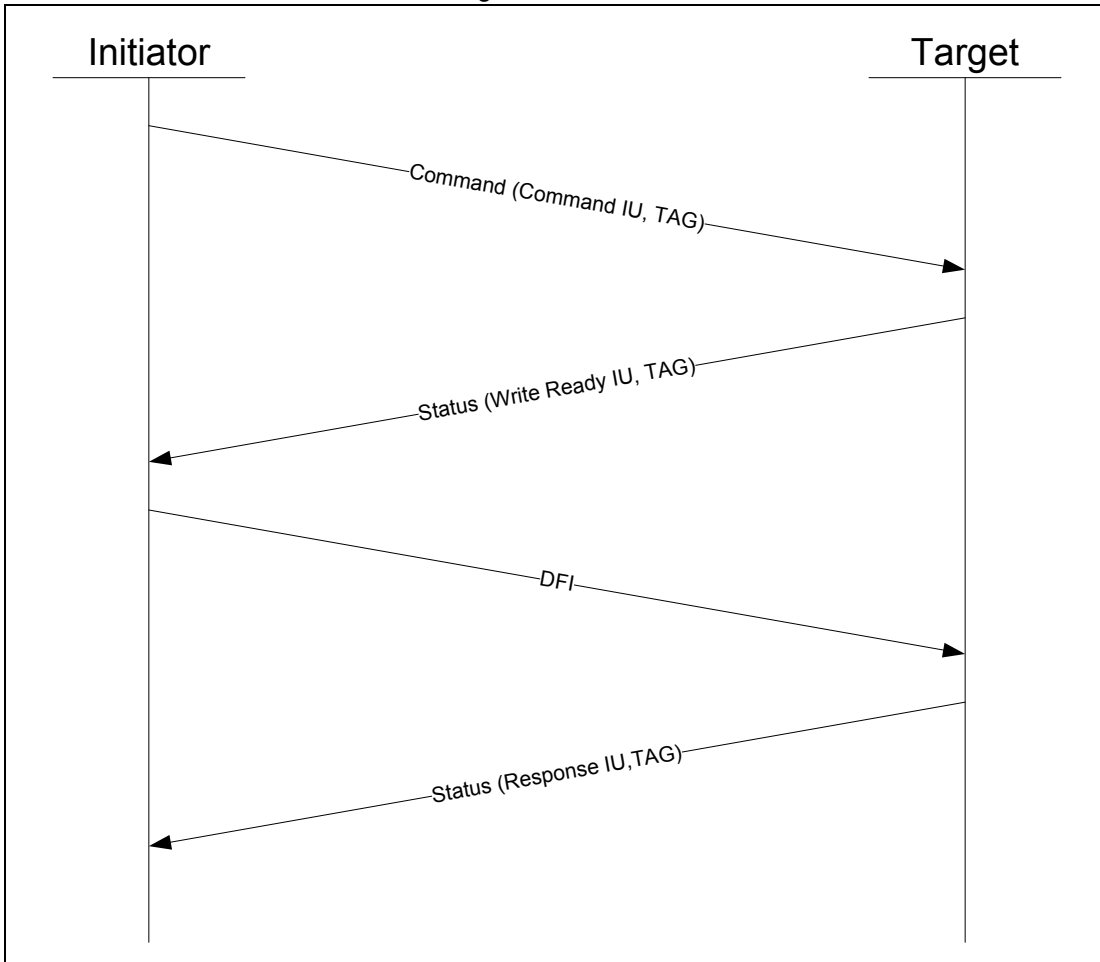 Initiator
Target
Command (Command IU, TAG)
Status (Write Ready IU, TAG)
DFI
Status (Response IU,TAG)